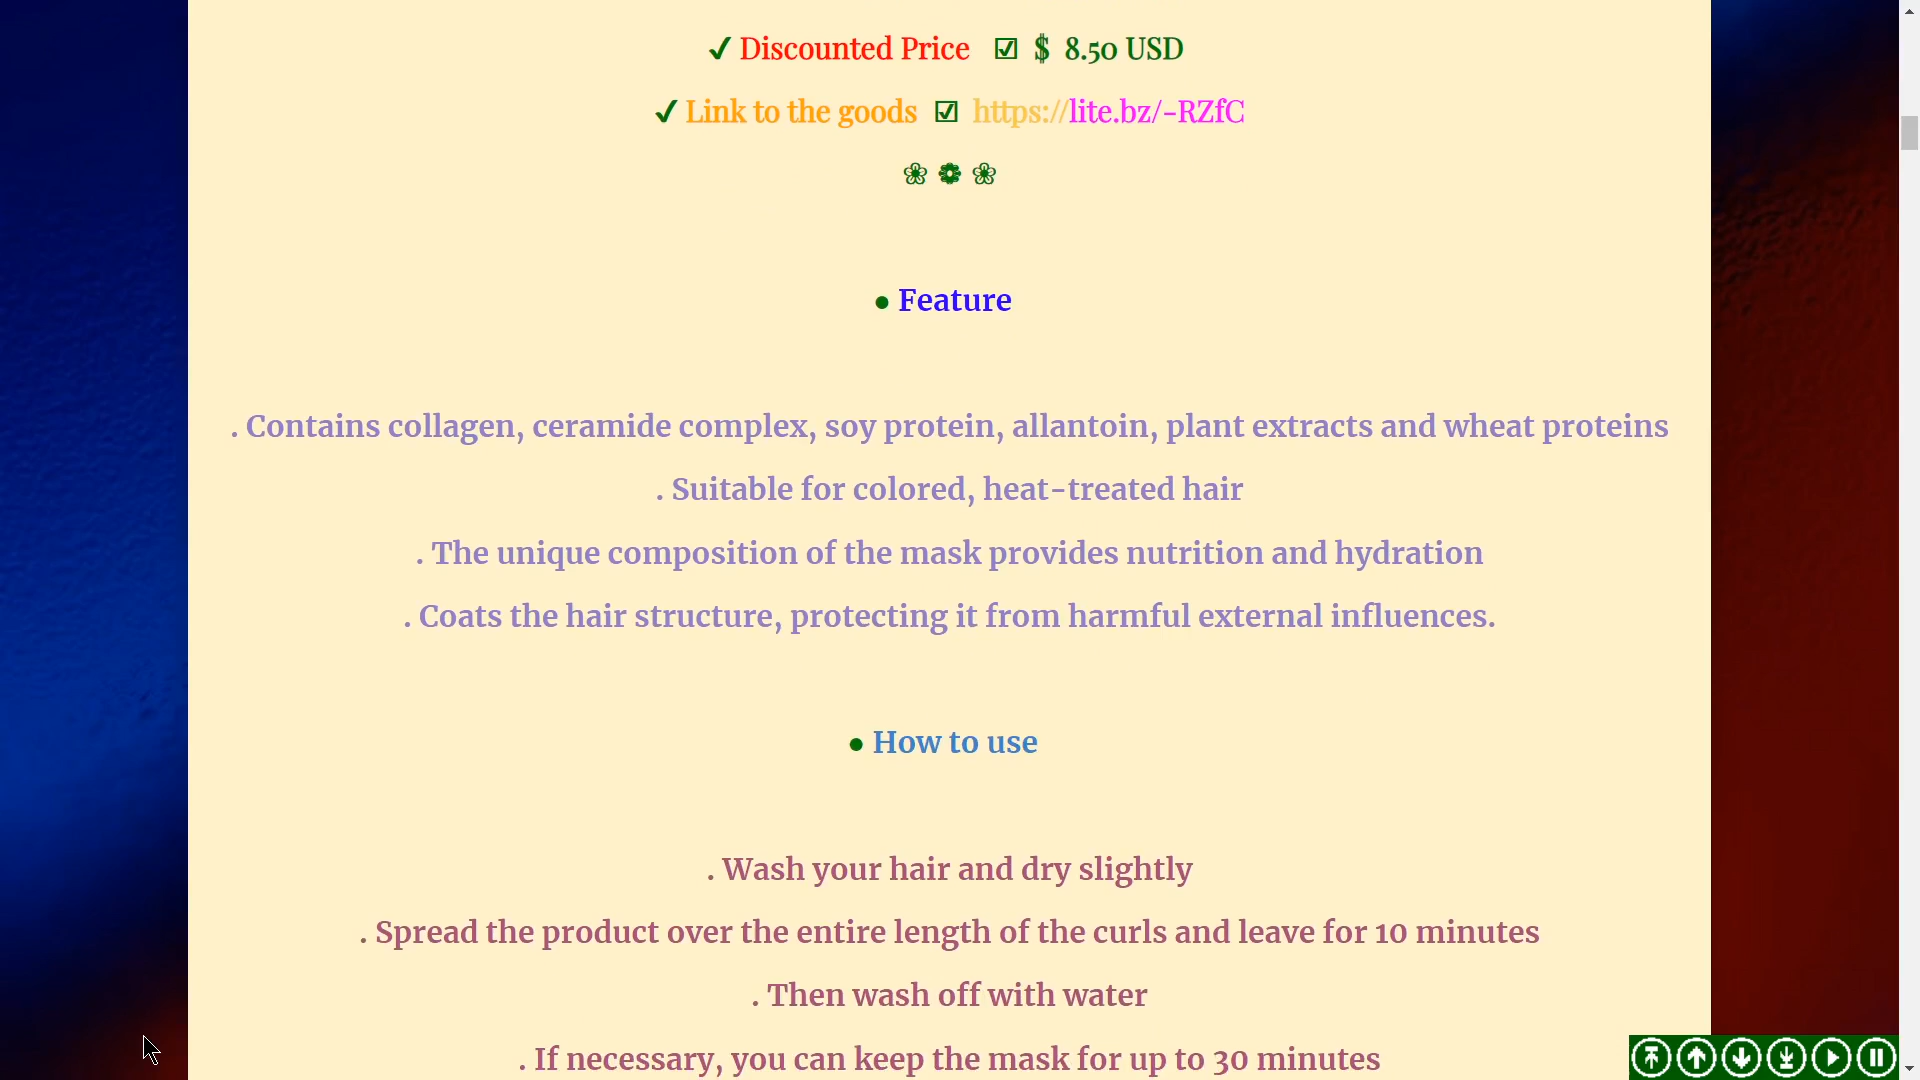 ✔ Discounted Price ☑ $ 8.50 USD
✔ Link to the goods ☑ https://lite.bz/-RZfC
❀ ❁ ❀
● Feature
. Contains collagen, ceramide complex, soy protein, allantoin, plant extracts and wheat proteins
. Suitable for colored, heat-treated hair
. The unique composition of the mask provides nutrition and hydration
. Coats the hair structure, protecting it from harmful external influences.
● How to use
. Wash your hair and dry slightly
. Spread the product over the entire length of the curls and leave for 10 minutes
. Then wash off with water
. If necessary, you can keep the mask for up to 30 minutes